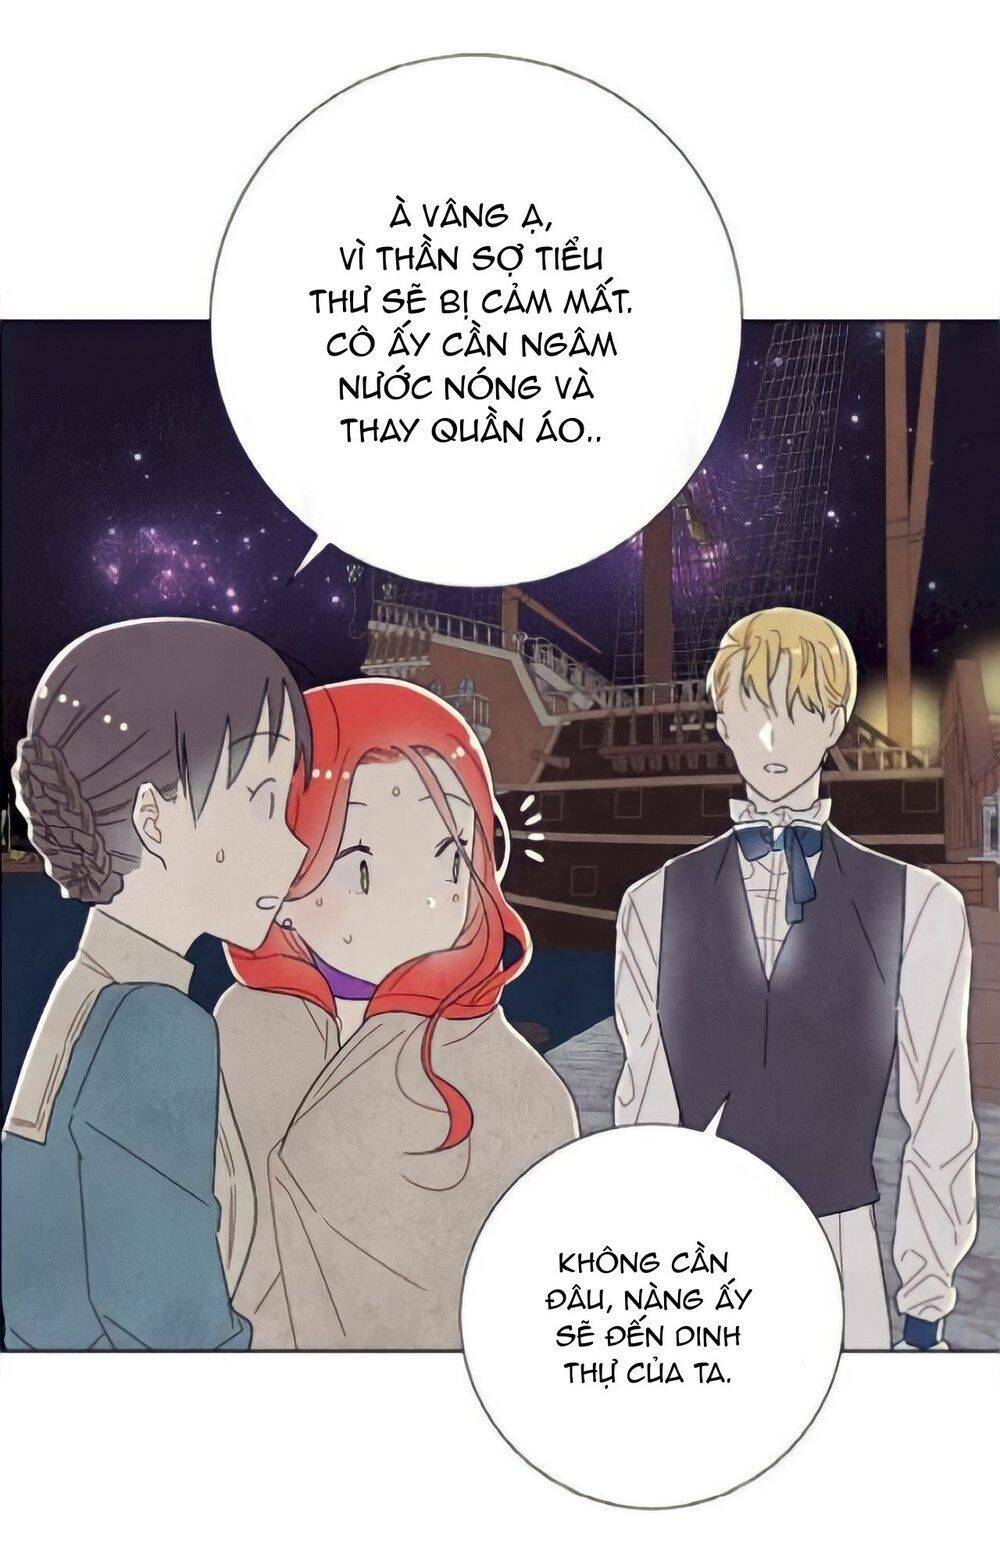 À VÂNG Ạ,
VÌ THẦN SỢ TIỂU
THƯ SẼ BỊ CẢM MẤT.
CÔ ẤY CẦN NGÂM
NƯỚC NÓNG VÀ
THAY QUẦN ÁO..
KHÔNG CẦN
ĐÂU, NÀNG ẤY
SẼ ĐẾN DINH
THỰ CỦA TA.